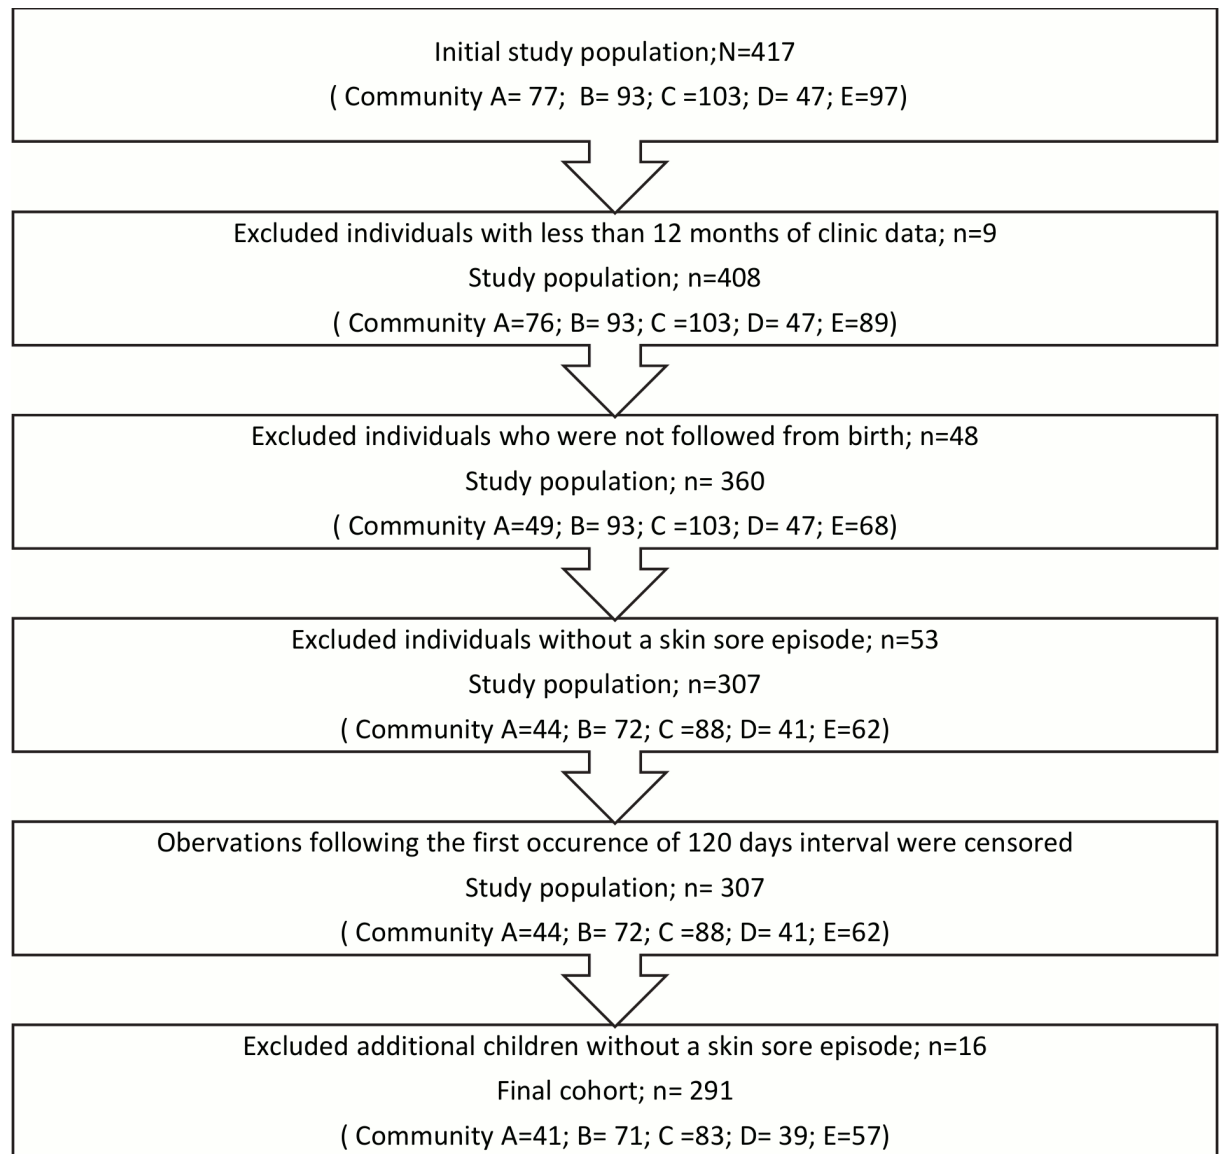 Initial study population;N=417
( Community A= 77;  B= 93; C =103; D= 47; E=97)
Excluded individuals with less than 12 months of clinic data; n=9
Study population; n=408
( Community A=76; B= 93; C =103; D= 47; E=89)
Excluded individuals who were not followed from birth; n=48
Study population; n= 360
( Community A=49; B= 93; C =103; D= 47; E=68)
Excluded individuals without a skin sore episode; n=53
Study population; n=307
( Community A=44; B= 72; C =88; D= 41; E=62)
Obervations following the first occurence of 120 days interval were censored
Study population; n= 307
( Community A=44; B= 72; C =88; D= 41; E=62)
Excluded additional children without a skin sore episode; n=16
Final cohort; n= 291
( Community A=41; B= 71; C =83; D= 39; E=57)